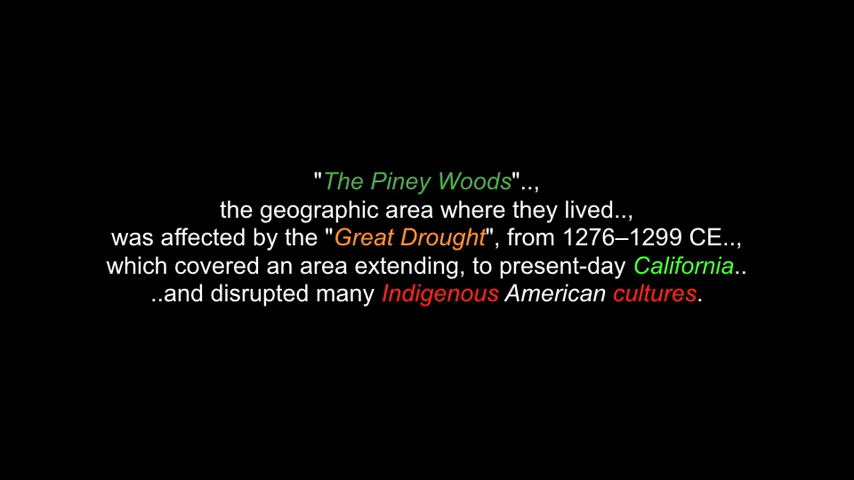 "The Piney Woods"..,
the geographic area where they lived..,
was affected by the "Great Drought", from 1276–1299 CE..,
which covered an area extending, to present-day California..
..and disrupted many Indigenous American cultures.